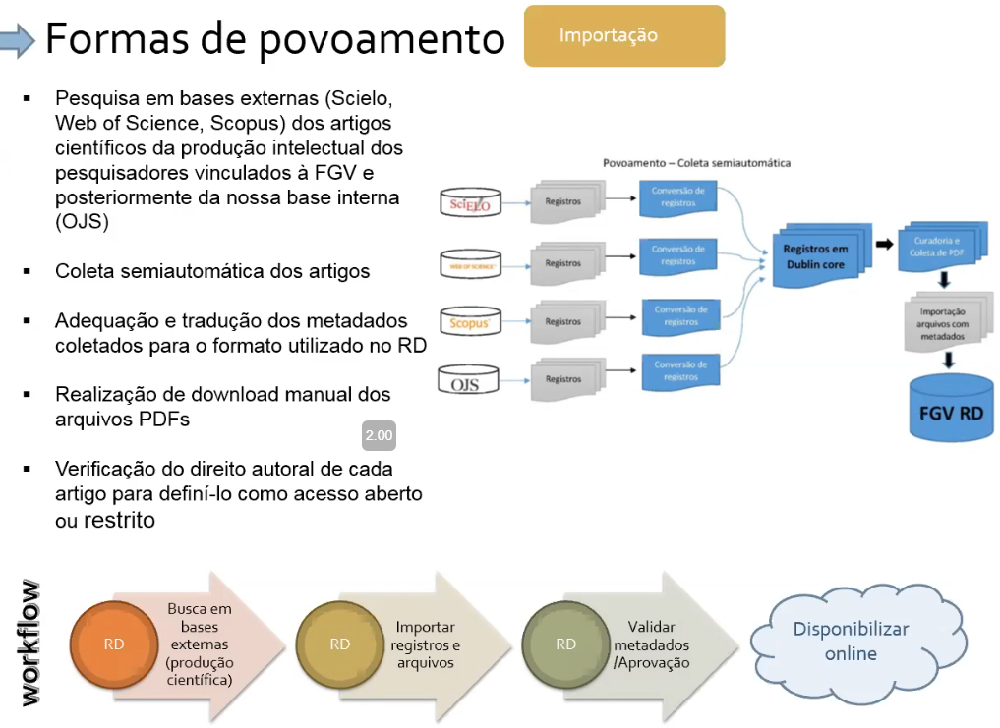 Formas de povoamento
Importação
▪ Pesquisa em bases externas (Scielo,
Web of Science, Scopus) dos artigos
científicos da produção intelectual dos
pesquisadores vinculados à FGV e
posteriormente da nossa base interna
(OJS)
▪ Coleta semiautomática dos artigos
▪ Adequação e tradução dos metadados
coletados para o formato utilizado no RD
▪ Realização de download manual dos
arquivos PDFs
2.00
▪ Verificação do direito autoral de cada
artigo para definí-lo como acesso aberto
ou restrito
Povoamento – Coleta semiautomática
SciELO
Registros
Conversão de
registros
WEB OF SCIENCE
Registros
Conversão de
registros
Scopus
Registros
Conversão de
registros
OJS
Registros
Conversão de
registros
Registros em
Dublin core
Curadoria e
Coleta de PDF
Importação
arquivos com
metadados
FGV RD
workflow
RD
Busca em
bases
externas
(produção
científica)
RD
Importar
registros e
arquivos
RD
Validar
metadados
/Aprovação
Disponibilizar
online